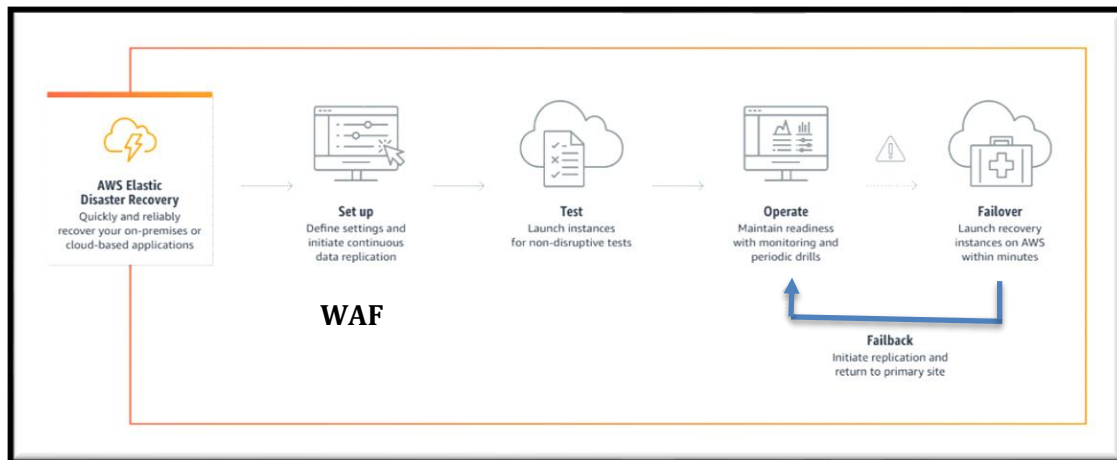 AWS Elastic
Disaster Recovery
Quickly and reliably
recover your on-premises or
cloud-based applications
Set up
Define settings and
initiate continuous
data replication
Test
Launch instances
for non-disruptive tests
Operate
Maintain readiness
with monitoring and
periodic drills
Failover
Launch recovery
instances on AWS
within minutes
WAF
Failback
Initiate replication and
return to primary site